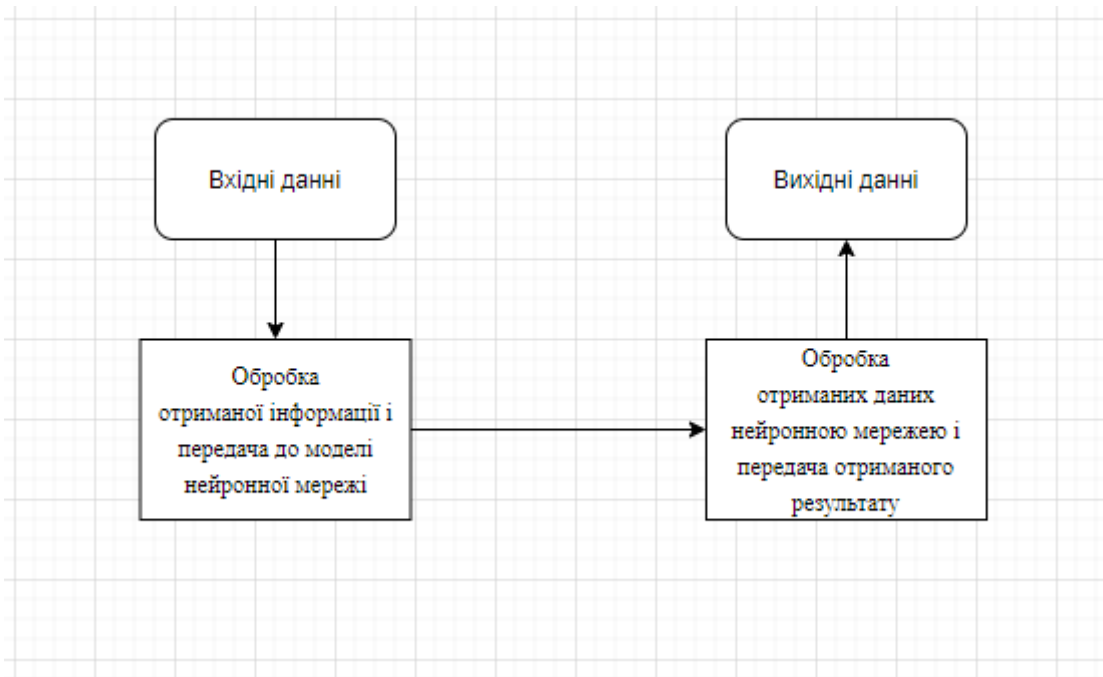 Вхідні данні
Вихідні данні
Обробка
отриманої інформації і
передача до моделі
нейронної мережі
Обробка
отриманих даних
нейронною мережею і
передача отриманого
результату